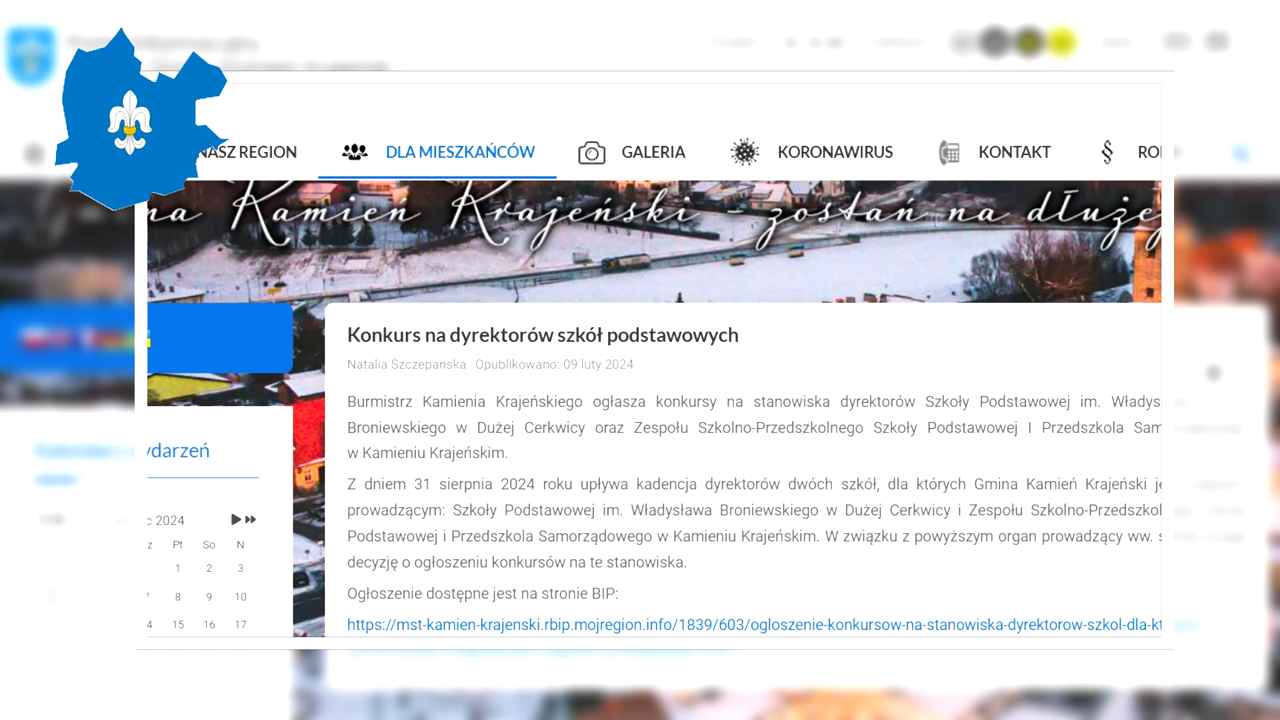 NASZ REGION DLA MIESZKAŃCÓW GALERIA KORONAWIRUS KONTAKT
na Kamień Krajeński - zostań na dłużej
Konkurs na dyrektorów szkół podstawowych
Natalia Szczepańska Opublikowano: 09 luty 2024
Burmistrz Kamienia Krajeńskiego ogłasza konkursy na stanowiska dyrektorów Szkoły Podstawowej im. Władys
Broniewskiego w Dużej Cerkwicy oraz Zespołu Szkolno-Przedszkolnego Szkoły Podstawowej I Przedszkola Sam
w Kamieniu Krajeńskim.
Z dniem 31 sierpnia 2024 roku upływa kadencja dyrektorów dwóch szkół, dla których Gmina Kamień Krajeński je
prowadzącym: Szkoły Podstawowej im. Władysława Broniewskiego w Dużej Cerkwicy i Zespołu Szkolno-Przedszkol
Podstawowej i Przedszkola Samorządowego w Kamieniu Krajeńskim. W związku z powyższym organ prowadzący ww.
decyzję o ogłoszeniu konkursów na te stanowiska.
Ogłoszenie dostępne jest na stronie BIP:
https://mst-kamien-krajenski.rbip.mojregion.info/1839/603/ogloszenie-konkursow-na-stanowiska-dyrektorow-szkol-dla-kt
ydarzeń
c 2024
z Pt So N
1 2 3
8 9 10
4 15 16 17